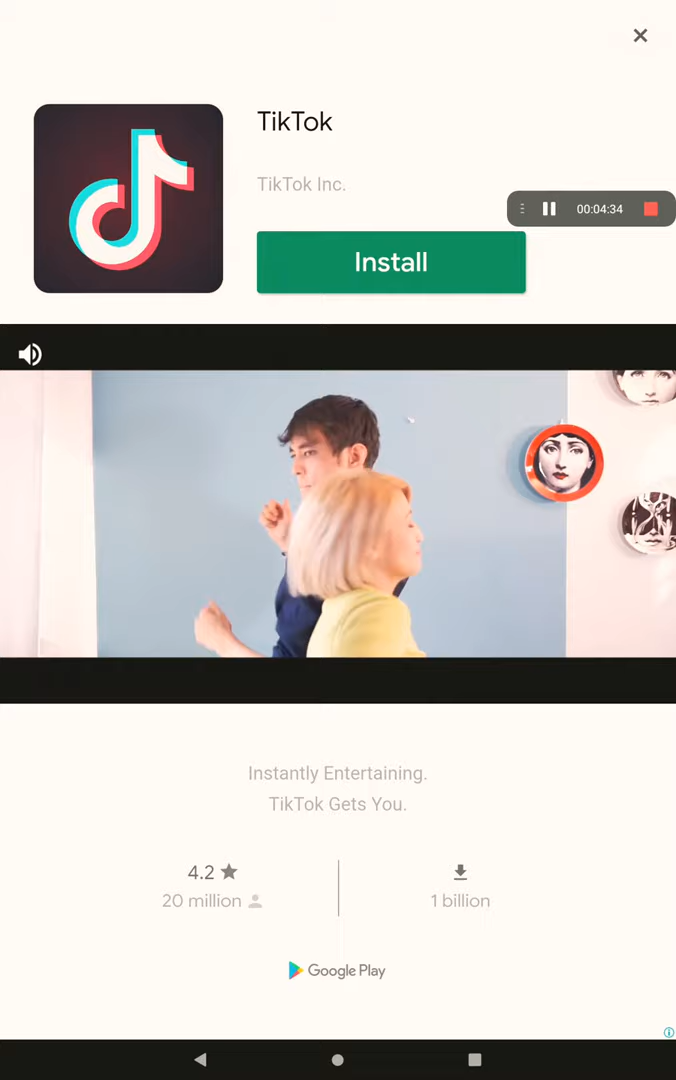 TikTok
TikTok Inc.
00:04:34
Install
Instantly Entertaining.
TikTok Gets You.
4.2
20 million
1 billion
Google Play